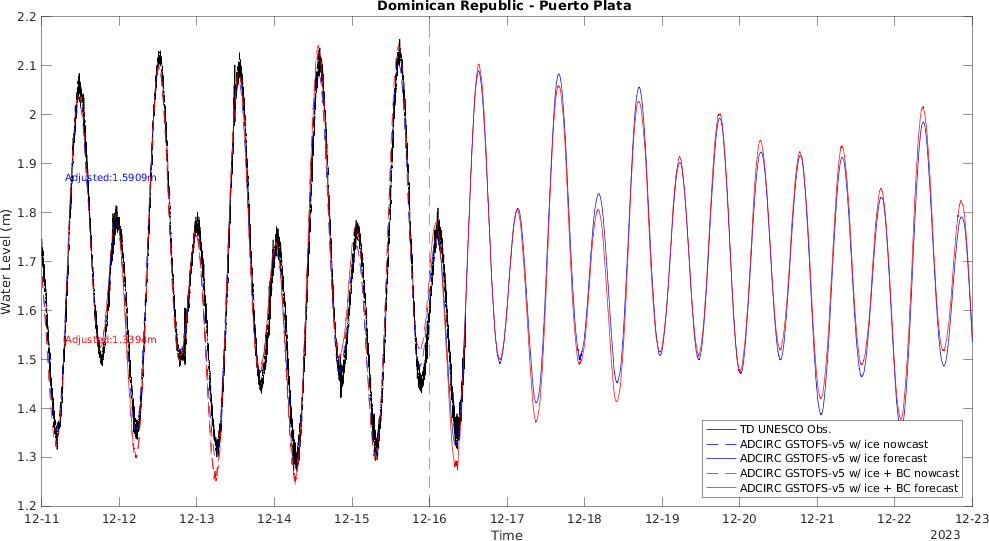 Dominican Republic - Puerto Plata
Water Level (m)
2.2
2.1
2
1.9
1.8
1.7
1.6
1.5
1.4
1.3
1.2
Adjusted:1.5909m
Adjusted:1.3394m
TD UNESCO Obs.
ADCIRC GSTOFS-v5 w/ ice nowcast
ADCIRC GSTOFS-v5 w/ ice forecast
ADCIRC GSTOFS-v5 w/ ice + BC nowcast
ADCIRC GSTOFS-v5 w/ ice + BC forecast
12-11 12-12 12-13 12-14 12-15 12-16 12-17 12-18 12-19 12-20 12-21 12-22 12-23
Time
2023